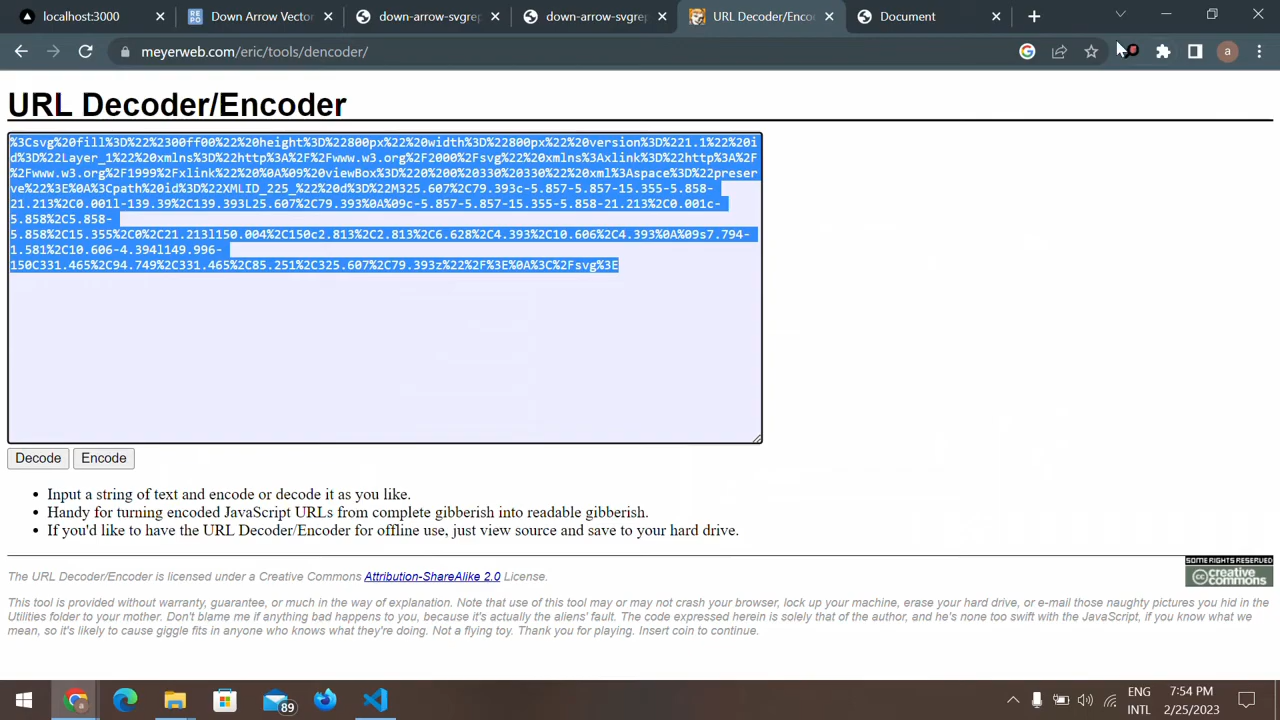 localhost:3000
Down Arrow Vector
down-arrow-svgrep
down-arrow-svgrep
URL Decoder/Enco
Document
meyerweb.com/eric/tools/dencoder/
a
URL Decoder/Encoder
%3Csvg%20fill%3D%22%2300ff00%22%20height%3D%22800px%22%20width%3D%22800px%22%20version%3D%221.1%22%20i
d%3D%22Layer_1%22%20xmlns%3D%22http%3A%2F%2Fwww.w3.org%2F2000%2Fsvg%22%20xmlns%3Axlink%3D%22http%3A%2F
%2Fwww.w3.org%2F1999%2Fxlink%22%20%0A%09%20viewBox%3D%220%200%20330%20330%22%20xml%3Aspace%3D%22preser
ve%22%3E%0A%3Cpath%20id%3D%22XMLID_225_%22%20d%3D%22M325.607%2C79.393c-5.857-5.857-15.355-5.858-
21.213%2C0.001l-139.39%2C139.393L25.607%2C79.393%0A%09c-5.857-5.857-15.355-5.858-21.213%2C0.001c-
5.858%2C5.858-
5.858%2C15.355%2C0%2C21.213l150.004%2C150c2.813%2C2.813%2C6.628%2C4.393%2C10.606%2C4.393%0A%09s7.794-
1.581%2C10.606-4.394l149.996-
150C331.465%2C94.749%2C331.465%2C85.251%2C325.607%2C79.393z%22%2F%3E%0A%3C%2Fsvg%3E
Decode Encode
• Input a string of text and encode or decode it as you like.
• Handy for turning encoded JavaScript URLs from complete gibberish into readable gibberish.
• If you'd like to have the URL Decoder/Encoder for offline use, just view source and save to your hard drive.
SOME RIGHTS RESERVED
creative commons
The URL Decoder/Encoder is licensed under a Creative Commons Attribution-ShareAlike 2.0 License.
This tool is provided without warranty, guarantee, or much in the way of explanation. Note that use of this tool may or may not crash your browser, lock up your machine, erase your hard drive, or e-mail those naughty pictures you hid in the
Utilities folder to your mother. Don't blame me if anything bad happens to you, because it's actually the aliens' fault. The code expressed herein is solely that of the author, and he's none too swift with the JavaScript, if you know what we
mean, so it's likely to cause giggle fits in anyone who knows what they're doing. Not a flying toy. Thank you for playing. Insert coin to continue.
89
ENG
INTL
7:54 PM
2/25/2023